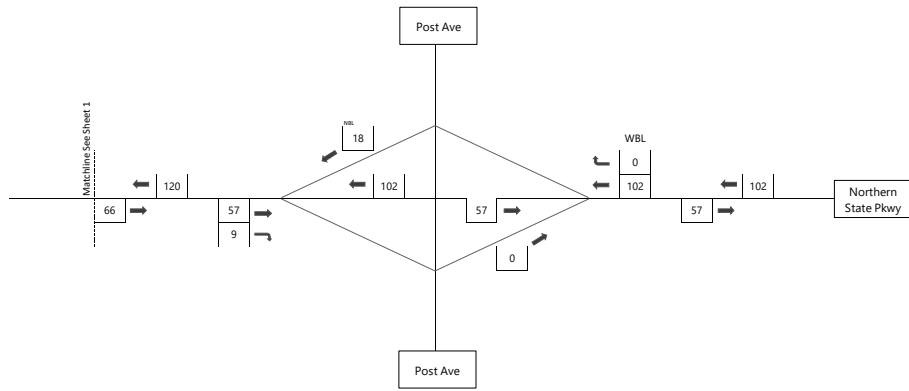 Post Ave
Matchline See Sheet 1
NBL
18
WBL
0
120
102
102
102
66
57
57
57
9
0
Northern
State Pkwy
Post Ave